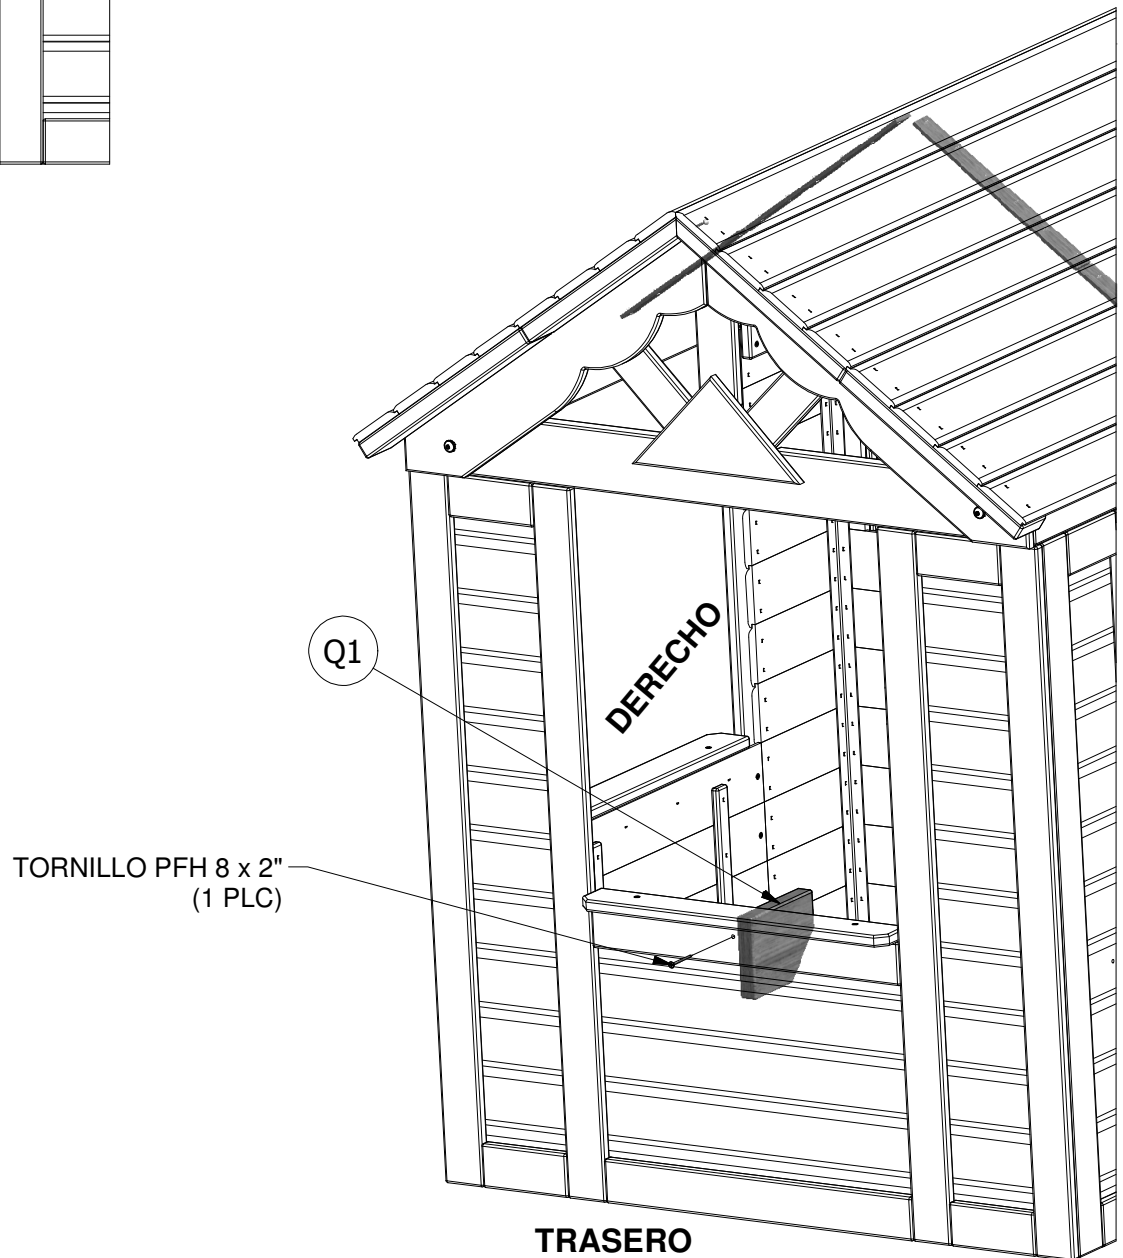 DERECHO
Q1
TORNILLO PFH 8 x 2"
(1 PLC)
TRASERO